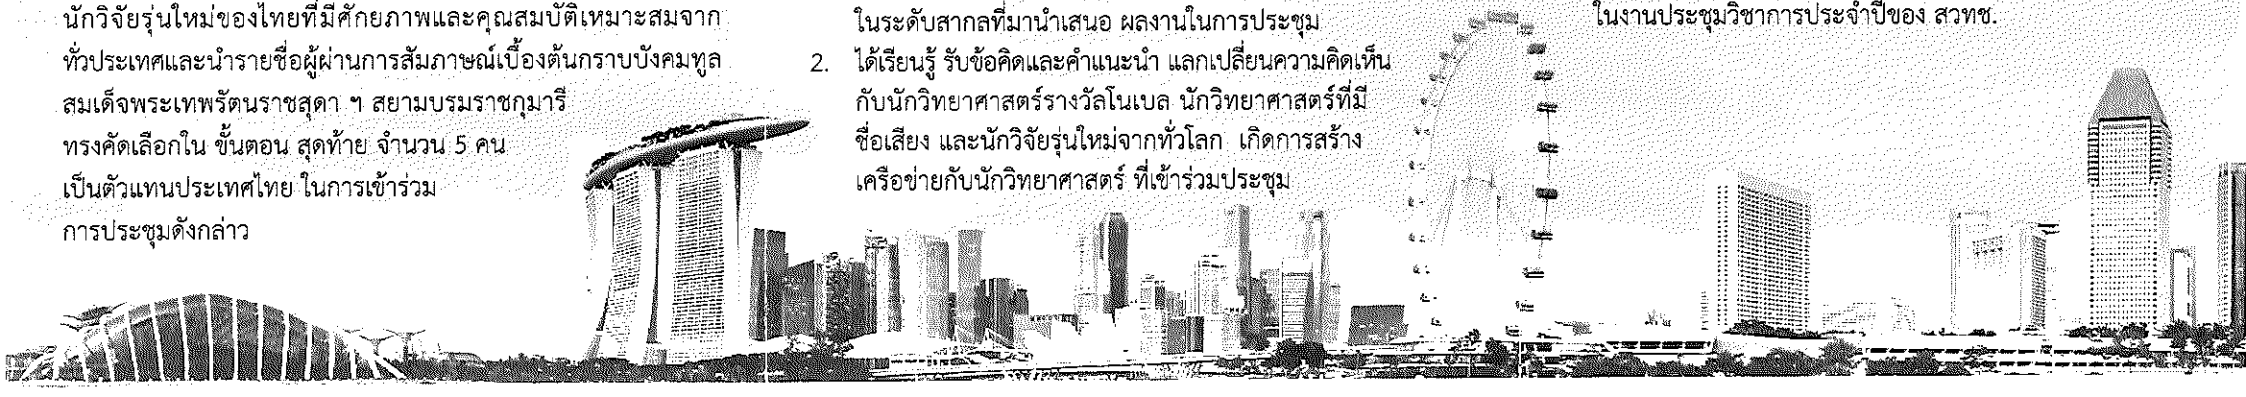 นักวิจัยรุ่นใหม่ของไทยที่มีศักยภาพและคุณสมบัติเหมาะสมจาก
ทั่วประเทศและนำรายชื่อผู้ผ่านการสัมภาษณ์เบื้องต้นกราบบังคมทูล
สมเด็จพระเทพรัตนราชสุดา ฯ สยามบรมราชกุมารี
ทรงคัดเลือกใน ขั้นตอน สุดท้าย จำนวน 5 คน
เป็นตัวแทนประเทศไทย ในการเข้าร่วม
การประชุมดังกล่าว
ในระดับสากลที่มานำเสนอ ผลงานในการประชุม
2. ได้เรียนรู้ รับข้อคิดและคำแนะนำ แลกเปลี่ยนความคิดเห็น
กับนักวิทยาศาสตร์รางวัลโนเบล นักวิทยาศาสตร์ที่มี
ชื่อเสียง และนักวิจัยรุ่นใหม่จากทั่วโลก เกิดการสร้าง
เครือข่ายกับนักวิทยาศาสตร์ ที่เข้าร่วมประชุม
ในงานประชุมวิชาการประจำปีของ สวทช.